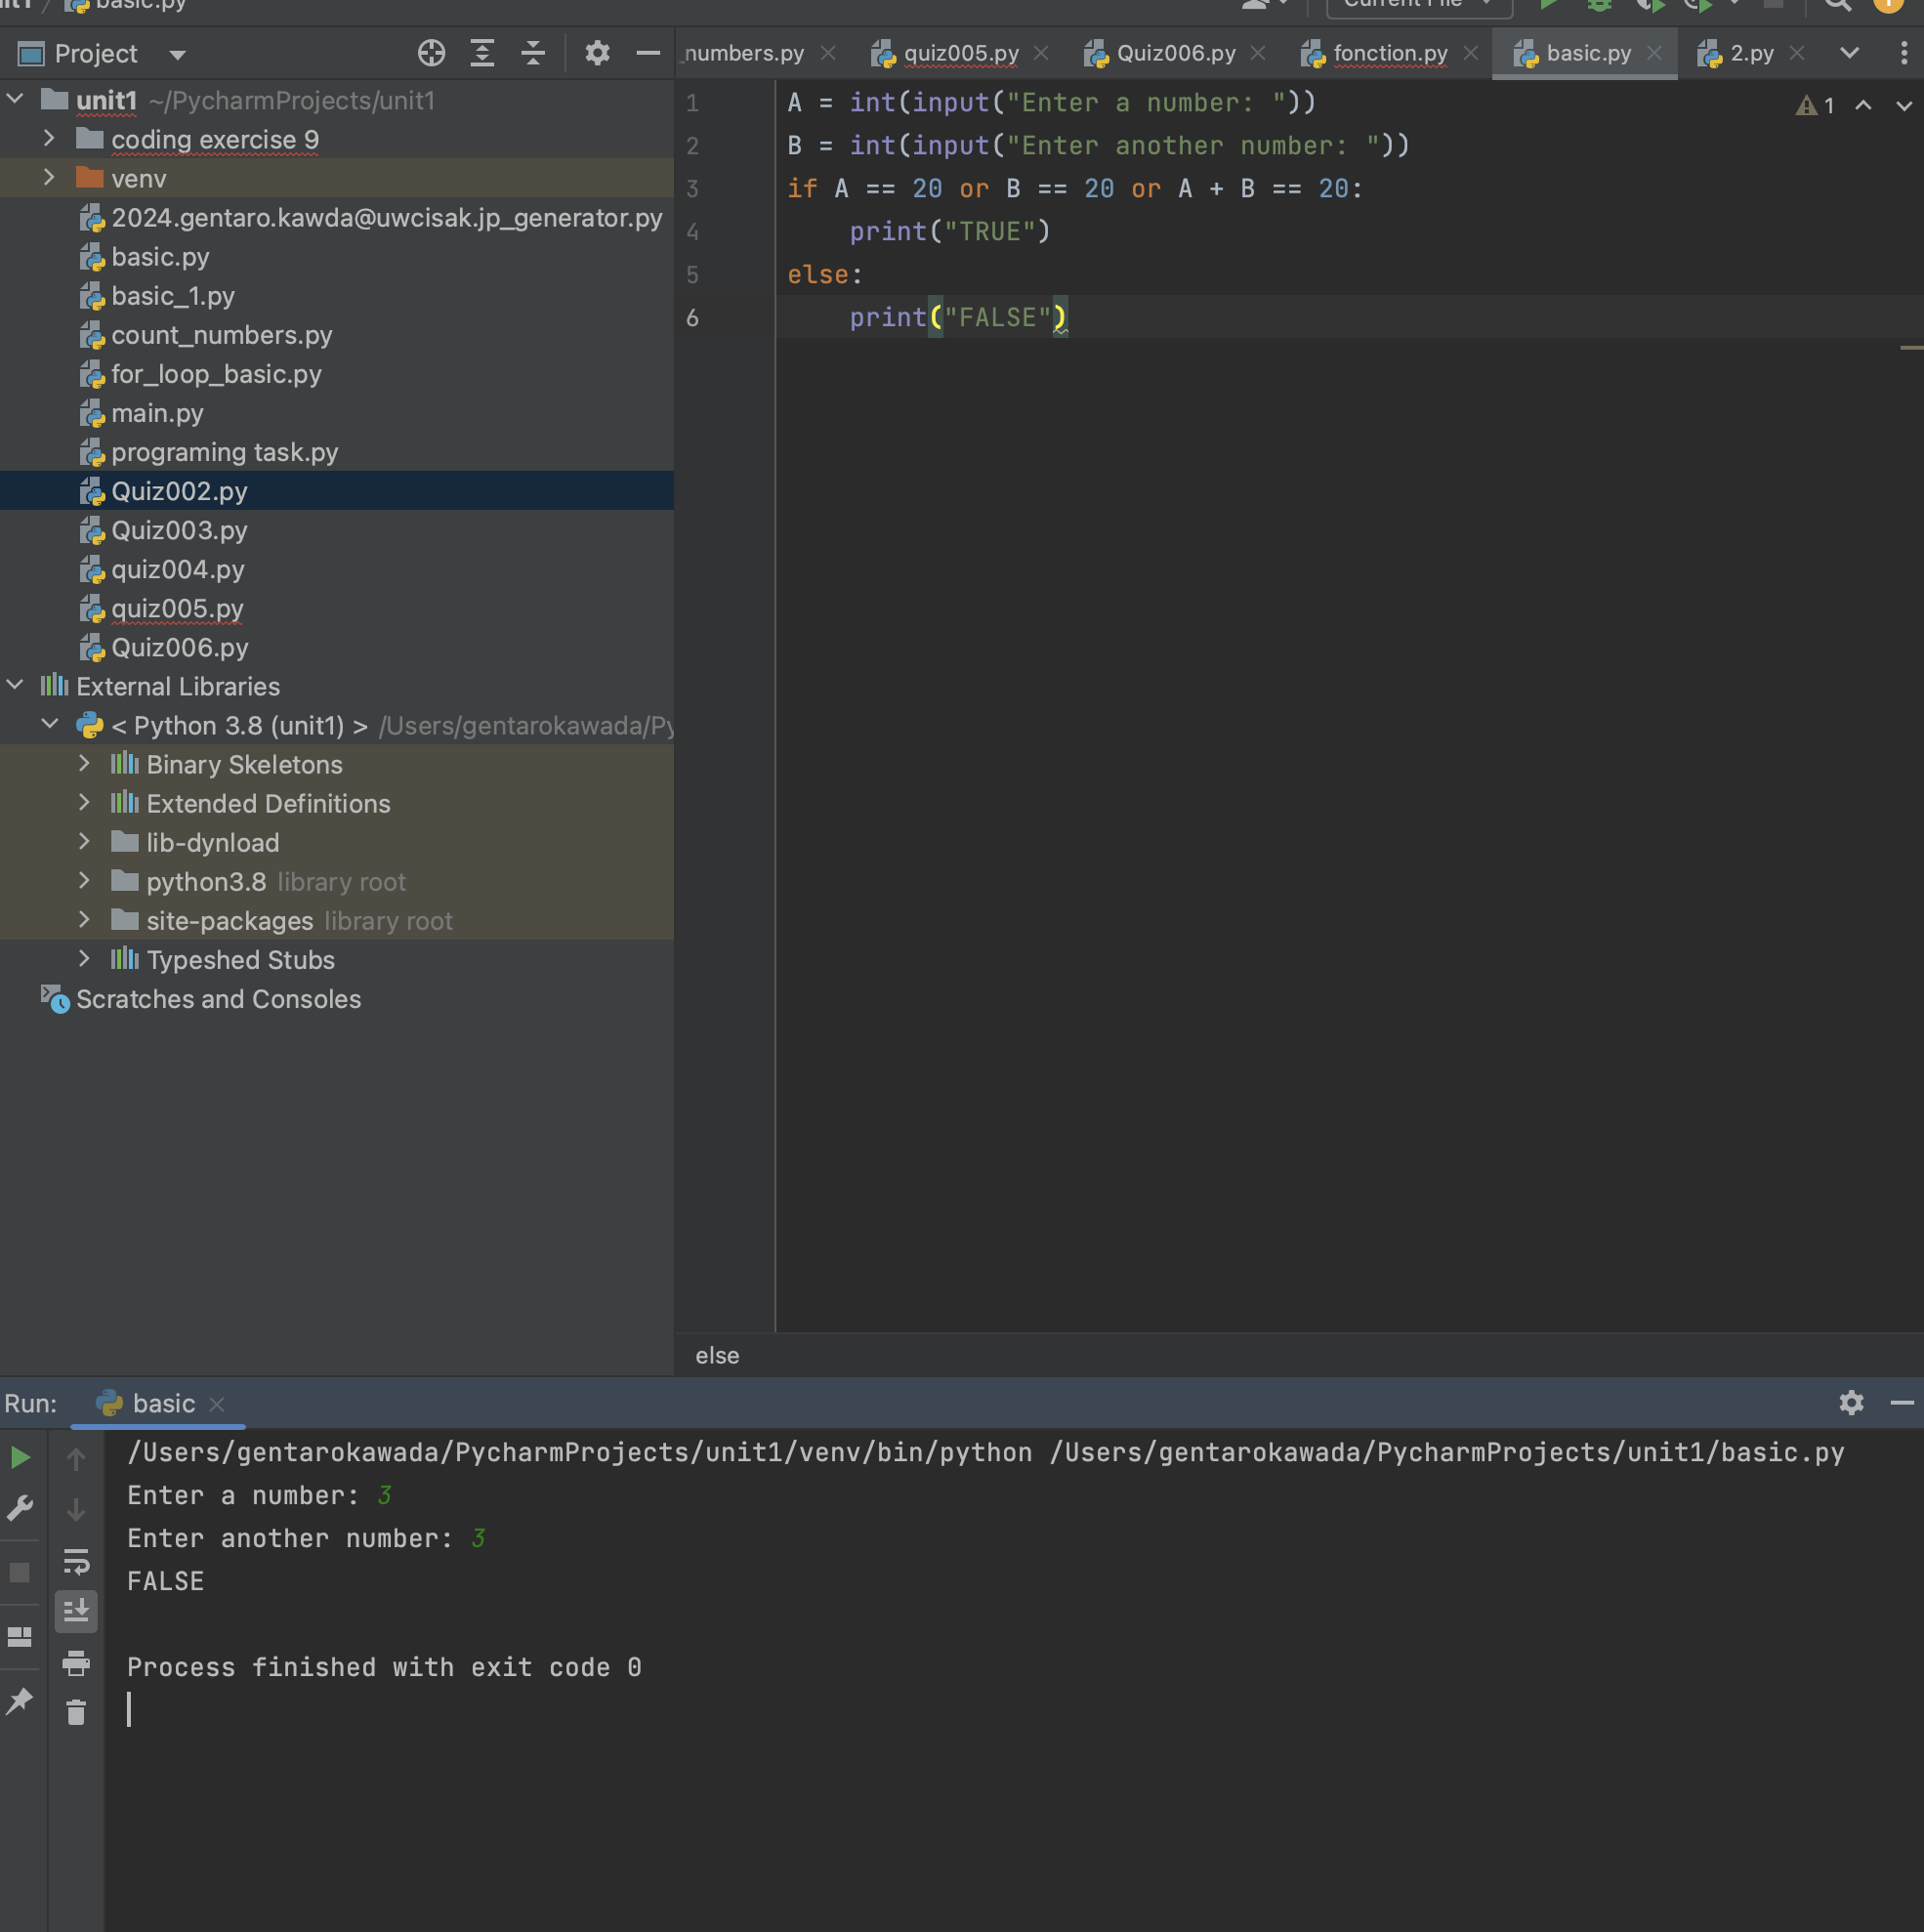 basic.py
Current File
Project
numbers.py
quiz005.py
Quiz006.py
fonction.py
basic.py
2.py
unit1 ~/PycharmProjects/unit1
coding exercise 9
venv
2024.gentaro.kawda@uwcisak.jp_generator.py
basic.py
basic_1.py
count_numbers.py
for_loop_basic.py
main.py
programing task.py
Quiz002.py
Quiz003.py
quiz004.py
quiz005.py
Quiz006.py
External Libraries
< Python 3.8 (unit1) > /Users/gentarokawada/Py
Binary Skeletons
Extended Definitions
lib-dynload
python3.8 library root
site-packages library root
Typeshed Stubs
Scratches and Consoles
1 A = int(input("Enter a number: "))
1
2 B = int(input("Enter another number: "))
3 if A == 20 or B == 20 or A + B == 20:
4 print("TRUE")
5 else:
6 print("FALSE")
else
Run: basic
/Users/gentarokawada/PycharmProjects/unit1/venv/bin/python /Users/gentarokawada/PycharmProjects/unit1/basic.py
Enter a number: 3
Enter another number: 3
FALSE
Process finished with exit code 0